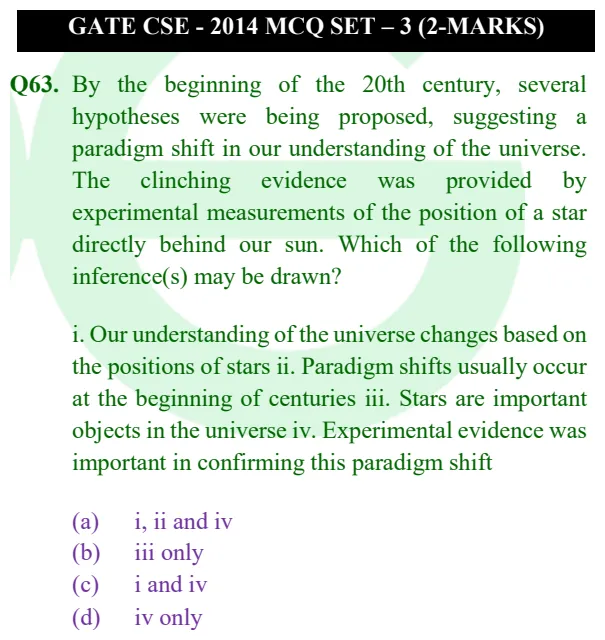 GATE CSE - 2014 MCQ SET – 3 (2-MARKS)
Q63. By the beginning of the 20th century, several
hypotheses were being proposed, suggesting a
paradigm shift in our understanding of the universe.
The clinching evidence was provided by
experimental measurements of the position of a star
directly behind our sun. Which of the following
inference(s) may be drawn?
i. Our understanding of the universe changes based on
the positions of stars ii. Paradigm shifts usually occur
at the beginning of centuries iii. Stars are important
objects in the universe iv. Experimental evidence was
important in confirming this paradigm shift
(a) i, ii and iv
(b) iii only
(c) i and iv
(d) iv only